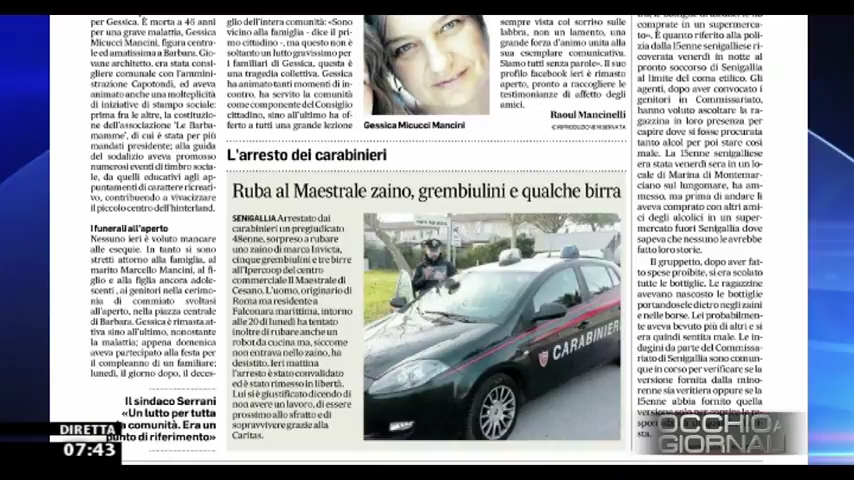 per Gessica. È morta a 46 anni
per una grave malattia, Gessica
Micucci Mancini, figura centra-
le ed amatissima a Barbara. Gio-
vane architetto, era stata consi-
gliere comunale con l'ammini-
strazione Capotondi, ed aveva
animato anche una molteplicità
di iniziative di stampo sociale:
prima fra le altre, la costituzio-
ne dell'associazione "Le Barba-
mamme", di cui è stata per più
mandati presidente; alla guida
del sodalizio aveva promosso
numerosi eventi di timbro socia-
le, da quelli educativi agli ap-
puntamenti di carattere ricreati-
vo, contribuendo a vivacizzare
il piccolo centro dell'hinterland.
I funerali all'aperto
Nessuno ieri è voluto mancare
alle esequie. In tanto si sono
stretti attorno alla famiglia, al
marito Marcello Mancini, al fi-
glio e alla figlia ancora adole-
scenti, ai genitori nella cerimo-
nia di commiato svoltasi
all'aperto, nella piazza centrale
di Barbara. Gessica è rimasta at-
tiva sino all'ultimo, nonostante
la malattia; appena domenica
aveva partecipato alla festa per
il compleanno di un familiare;
lunedì, il giorno dopo, il deces-
glio dell'intera comunità: «Sono
vicino alla famiglia - dice il pri-
mo cittadino -, ma questo non è
soltanto un gravissimo lutto per
i familiari di Gessica, questa è
una tragedia collettiva. Gessica
ha animato tanti momenti di in-
contro, ha servito la comunità
come componente del Consiglio
cittadino, sino all'ultimo ha of-
ferto a tutti una grande lezione
Gessica Micucci Mancini
sempre vista col sorriso sulle
labbra, non un lamento, una
grande forza d'animo unita alla
sua esemplare comunicativa.
Siamo tutti senza parole». Il suo
profilo facebook ieri è rimasto
aperto, pronto a raccogliere le
testimonianze di affetto degli
amici.
Raoul Mancinelli
© RIPRODUZIONE RISERVATA
Il sindaco Serrani
«Un lutto per tutta
comunità. Era un
punto di riferimento»
L'arresto dei carabinieri
Ruba al Maestrale zaino, grembiulini e qualche birra
SENIGALLIA Arrestato dai
carabinieri un pregiudicato
48enne, sorpreso a rubare
uno zaino di marca Invicta,
cinque grembiulini e tre birre
all'Ipercoop del centro
commerciale Il Maestrale di
Cesano. L'uomo, originario di
Roma ma residente a
Falconara marittima, intorno
alle 20 di lunedì ha tentato
inoltre di rubare anche un
robot da cucina ma, siccome
non entrava nello zaino, ha
desistito. Ieri mattina
l'arresto è stato convalidato
ed è stato rimesso in libertà.
Lui si è giustificato dicendo di
non avere un lavoro, di essere
prossimo allo sfratto e di
sopravvivere grazie alla
Caritas.
CARABINIERI
comprate in un supermerca-
to». È quanto riferito alla polizia
dalla 15enne senigalliese ri-
coverata venerdì in notte al
pronto soccorso di Senigallia
al limite del coma etilico. Gli
agenti, dopo aver convocato i
genitori in Commissariato,
hanno voluto ascoltare la ra-
gazzina in loro presenza per
capire dove si fosse procurata
tanto alcol per poi stare così
male. La 15enne senigalliese
era stata venerdì sera in un lo-
cale di Marina di Montemar-
ciano sul lungomare, ha am-
messo, ma prima di andare lì
aveva comprato con altri ami-
ci degli alcolici in un super-
mercato fuori Senigallia dove
sapeva che nessuno le avrebbe
fatto loro storie.
Il gruppetto, dopo aver fat-
to spese proibite, si era scolato
tutte le bottiglie. Le ragazzine
avevano nascosto le bottiglie
portandosele dietro negli zaini
e nelle borse. Lei probabilmen-
te aveva bevuto più di altri e si
era quindi sentita male. Le in-
dagini da parte del Commissa-
riato di Senigallia sono comun-
que in corso per verificare se la
versione fornita dalla mino-
renne sia veritiera oppure se la
15enne abbia fornito quella
versione solo per coprire
DIRETTA
07:43
OCCHIO AI
GIORNALI